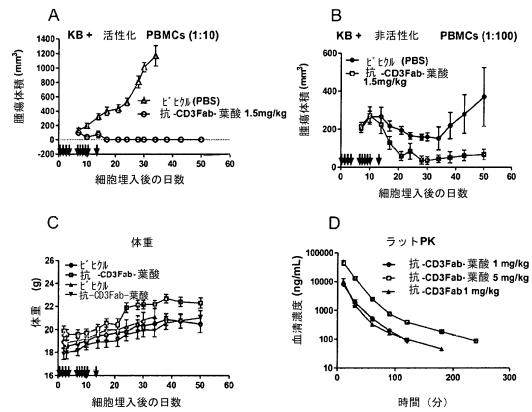 A
KB + 活性化 PBMCs (1:10)
腫瘍体積 (mm³)
1400
1200
1000
800
600
400
200
0
-200
ビヒクル (PBS)
抗-CD3Fab-葉酸 1.5mg/kg
0 10 20 30 40 50 60
細胞埋入後の日数
B
KB + 非活性化 PBMCs (1:100)
腫瘍体積 (mm³)
600
400
200
0
ビヒクル (PBS)
抗-CD3Fab-葉酸
1.5mg/kg
0 10 20 30 40 50 60
細胞埋入後の日数
C
体重
(g)
体重
26
24
22
20
18
16
ビヒクル
抗-CD3Fab-葉酸
ビヒクル
抗-CD3Fab-葉酸
0 10 20 30 40 50 60
細胞埋入後の日数
D
ラットPK
血清濃度 (ng/mL)
100000
10000
1000
100
10
1
抗-CD3Fab-葉酸 1 mg/kg
抗-CD3Fab-葉酸 5 mg/kg
抗-CD3Fab1 mg/kg
0 100 200 300
時間(分)